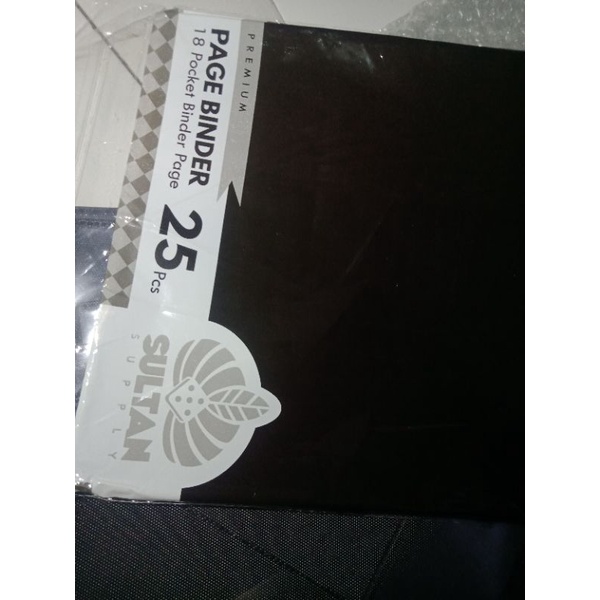 PREMIUM
PAGE BINDER
18 Pocket Binder Page
25 Pcs
SULTAN
SUPPLY